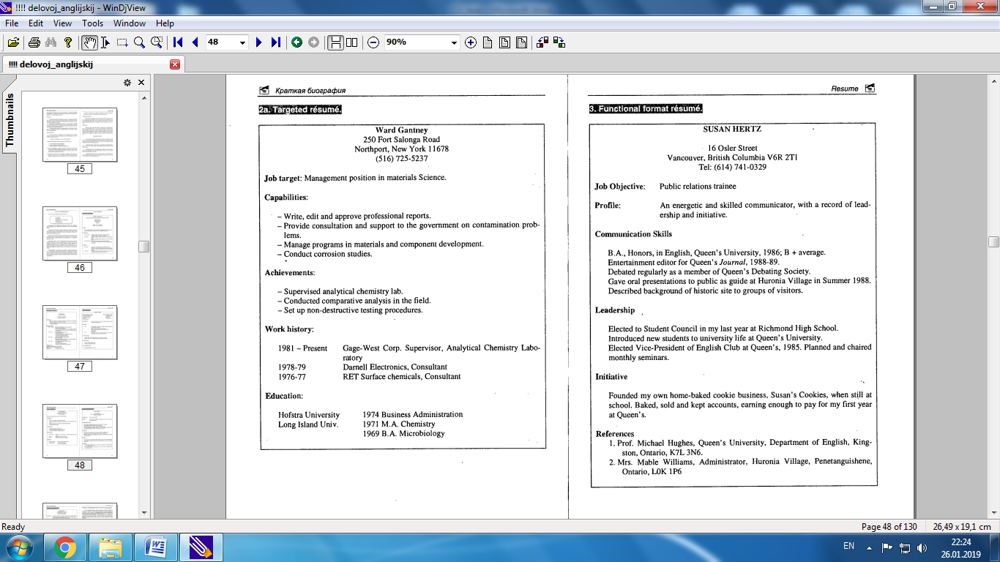 !!!! delovoj_anglijskij - WinDjView
File Edit View Tools Window Help
48
90%
!!!! delovoj_anglijskij
Thumbnails
45
46
47
48
Краткая биография
2a. Targeted résumé.
Ward Gantney
250 Fort Salonga Road
Northport, New York 11678
(516) 725-5237
Job target: Management position in materials Science.
Capabilities:
– Write, edit and approve professional reports.
– Provide consultation and support to the government on contamination prob-
lems.
– Manage programs in materials and component development.
– Conduct corrosion studies.
Achievements:
– Supervised analytical chemistry lab.
– Conducted comparative analysis in the field.
– Set up non-destructive testing procedures.
Work history:
1981 – Present Gage-West Corp. Supervisor, Analytical Chemistry Labo-
ratory
1978-79 Darnell Electronics, Consultant
1976-77 RET Surface chemicals, Consultant
Education:
Hofstra University 1974 Business Administration
Long Island Univ. 1971 M.A. Chemistry
1969 B.A. Microbiology
Resume
3. Functional format résumé.
SUSAN HERTZ
16 Osler Street
Vancouver, British Columbia V6R 2T1
Tel: (614) 741-0329
Job Objective: Public relations trainee
Profile: An energetic and skilled communicator, with a record of lead-
ership and initiative.
Communication Skills
B.A., Honors, in English, Queen's University, 1986; B + average.
Entertainment editor for Queen's Journal, 1988-89.
Debated regularly as a member of Queen's Debating Society.
Gave oral presentations to public as guide at Huronia Village in Summer 1988.
Described background of historic site to groups of visitors.
Leadership
Elected to Student Council in my last year at Richmond High School.
Introduced new students to university life at Queen's University.
Elected Vice-President of English Club at Queen's, 1985. Planned and chaired
monthly seminars.
Initiative
Founded my own home-baked cookie business, Susan's Cookies, when still at
school. Baked, sold and kept accounts, earning enough to pay for my first year
at Queen's.
References
1. Prof. Michael Hughes, Queen's University, Department of English, King-
ston, Ontario, K7L 3N6.
2. Mrs. Mable Williams, Administrator, Huronia Village, Penetanguishene,
Ontario, L0K 1P6
Ready
Page 48 of 130 26,49 x 19,1 cm
EN
22:24
26.01.2019